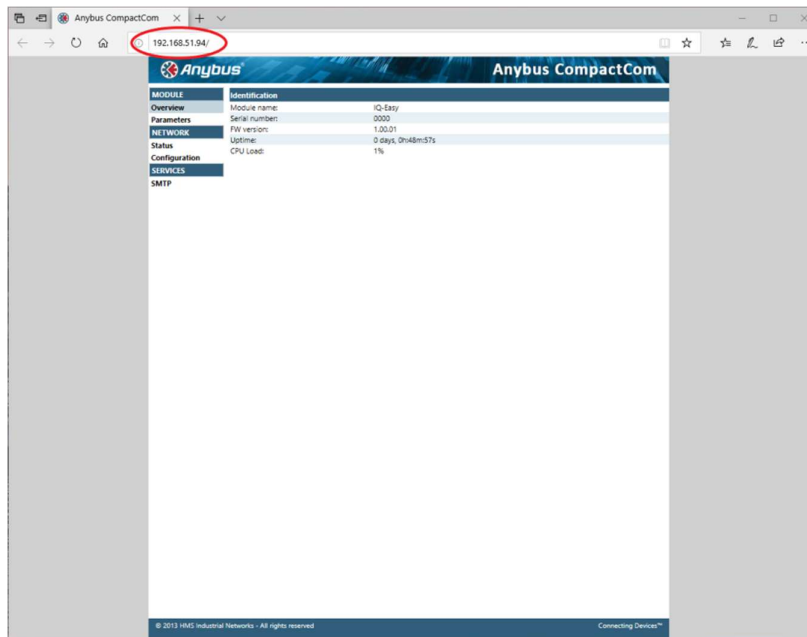 Anybus CompactCom
192.168.51.94/
Anybus Anybus CompactCom
MODULE
Overview
Parameters
NETWORK
Status
Configuration
SERVICES
SMTP
Identification
Module name: IQ-Easy
Serial number: 0000
FW version: 1.00.01
Uptime: 0 days, 0h:48m:57s
CPU Load: 1%
© 2013 HMS Industrial Networks - All rights reserved Connecting Devices™